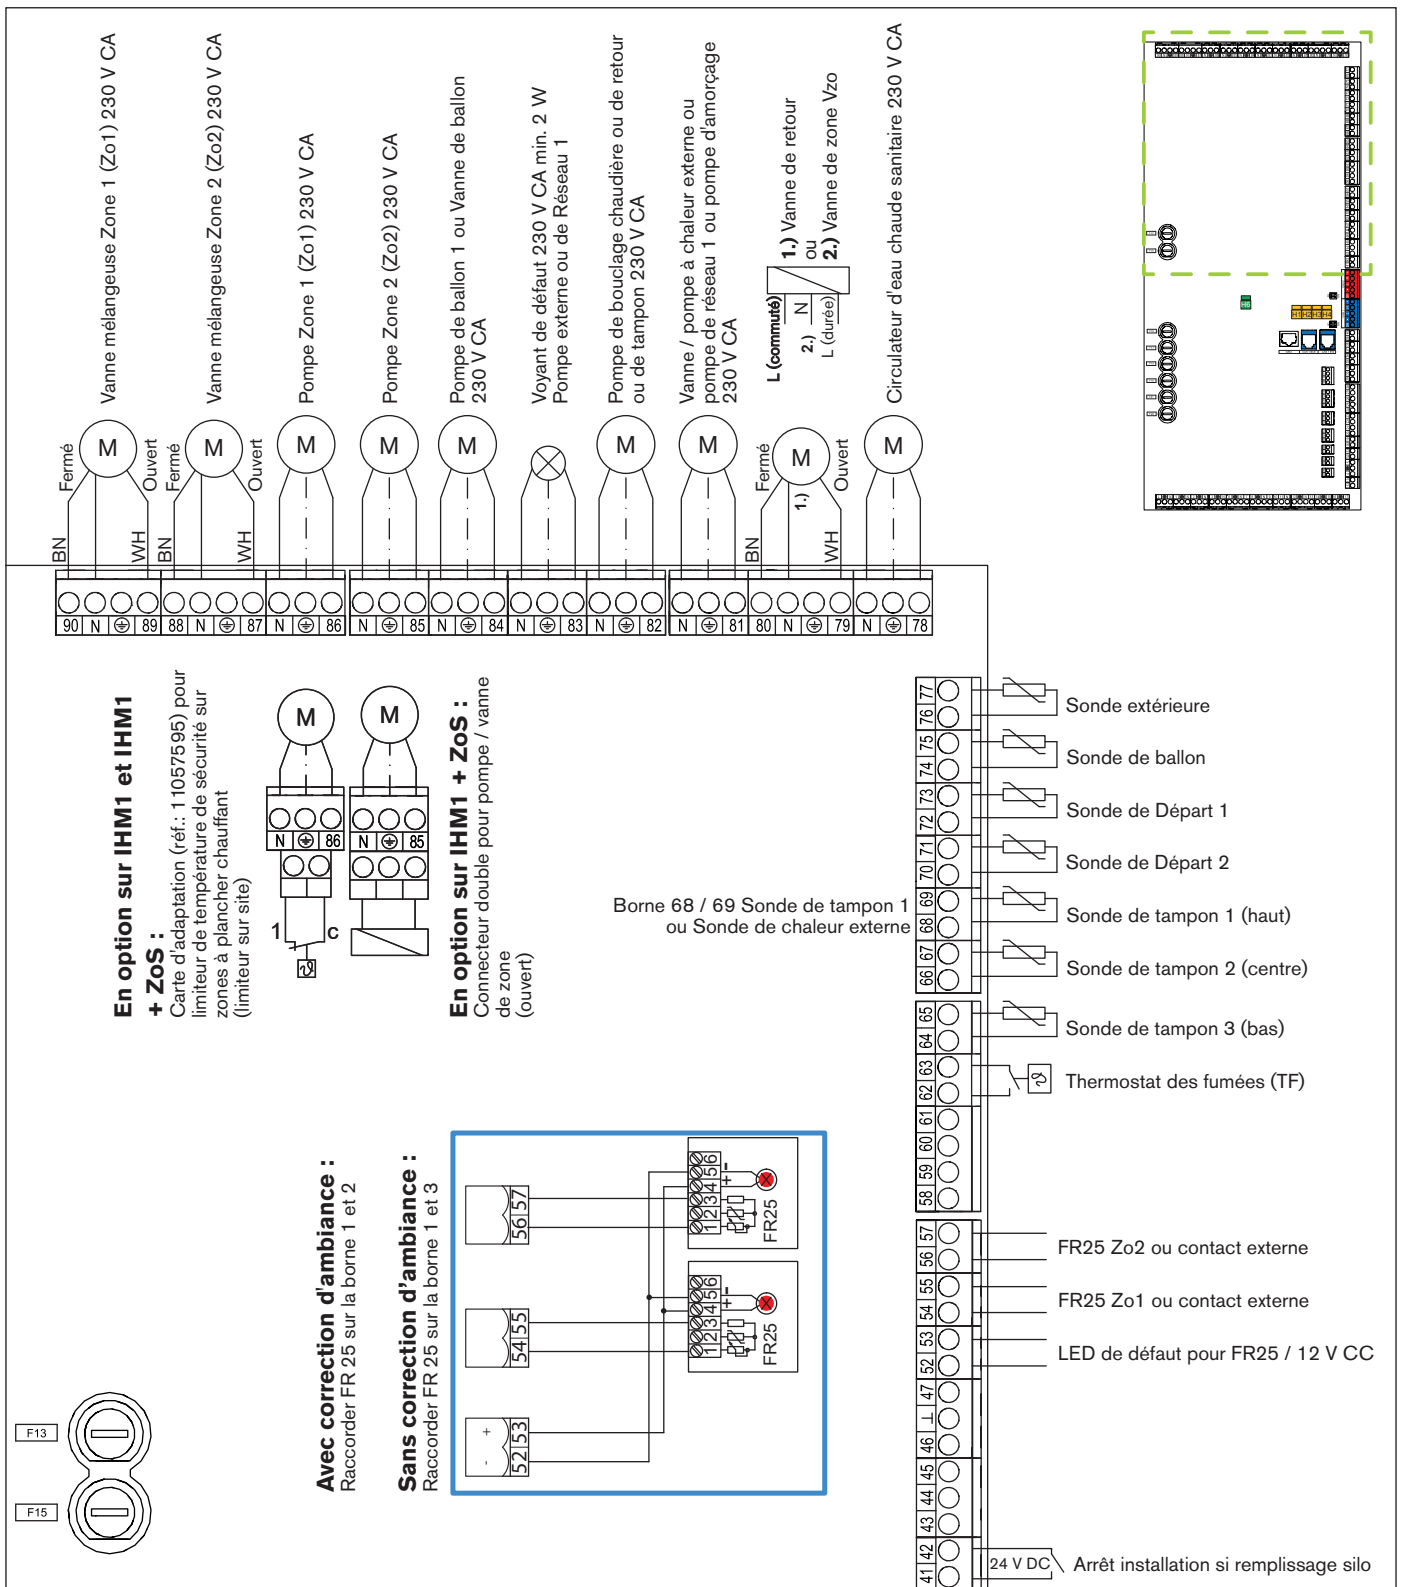 Vanne mélangeuse Zone 1 (Zo1) 230 V CA
Vanne mélangeuse Zone 2 (Zo2) 230 V CA
Pompe Zone 1 (Zo1) 230 V CA
Pompe Zone 2 (Zo2) 230 V CA
Pompe de ballon 1 ou Vanne de ballon
230 V CA
Voyant de défaut 230 V CA min. 2 W
Pompe externe ou de Réseau 1
Pompe de bouclage chaudière ou de retour
ou de tampon 230 V CA
Vanne / pompe à chaleur externe ou
pompe de réseau 1 ou pompe d'amorçage
230 V CA
L (commuté)
2.) N
L (durée)
1.) Vanne de retour
ou
2.) Vanne de zone Vzo
Circulateur d'eau chaude sanitaire 230 V CA
Fermé M Ouvert Fermé M Ouvert M M M M M Fermé M Ouvert M
1.)
BN WH BN WH BN WH
90 N 89 88 N 87 N 86 N 85 N 84 N 83 N 82 N 81 80 N 79 N 78
H6
H1 H2 H3 H4
En option sur IHM1 et IHM1
+ ZoS :
Carte d'adaptation (réf.: 11057595) pour
limiteur de température de sécurité sur
zones à plancher chauffant
(limiteur sur site)
M M
N 86 N 85
1 C
ϑ
En option sur IHM1 + ZoS :
Connecteur double pour pompe / vanne
de zone
(ouvert)
77
76
Sonde extérieure
75
74
Sonde de ballon
73
72
Sonde de Départ 1
71
70
Sonde de Départ 2
Borne 68 / 69 Sonde de tampon 1
ou Sonde de chaleur externe
69
68
Sonde de tampon 1 (haut)
67
66
Sonde de tampon 2 (centre)
65
64
Sonde de tampon 3 (bas)
63
62
ϑ
Thermostat des fumées (TF)
61
60
59
58
57
56
FR25 Zo2 ou contact externe
55
54
FR25 Zo1 ou contact externe
53
52
LED de défaut pour FR25 / 12 V CC
47
⊥
46
45
44
43
42
41
24 V DC
Arrêt installation si remplissage silo
Avec correction d'ambiance :
Raccorder FR 25 sur la borne 1 et 2
Sans correction d'ambiance :
Raccorder FR 25 sur la borne 1 et 3
56 57
1 2 3 4 5 6
+ -
FR25
54 55
1 2 3 4 5 6
+ -
FR25
- +
52 53
F13
F15